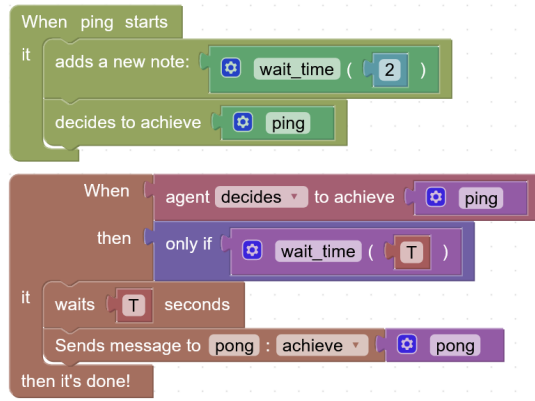 When ping starts
it adds a new note: wait_time ( 2 )
decides to achieve ping
When agent decides ▾ to achieve ping
then only if wait_time ( T )
it waits T seconds
Sends message to pong : achieve ▾ pong
then it's done!